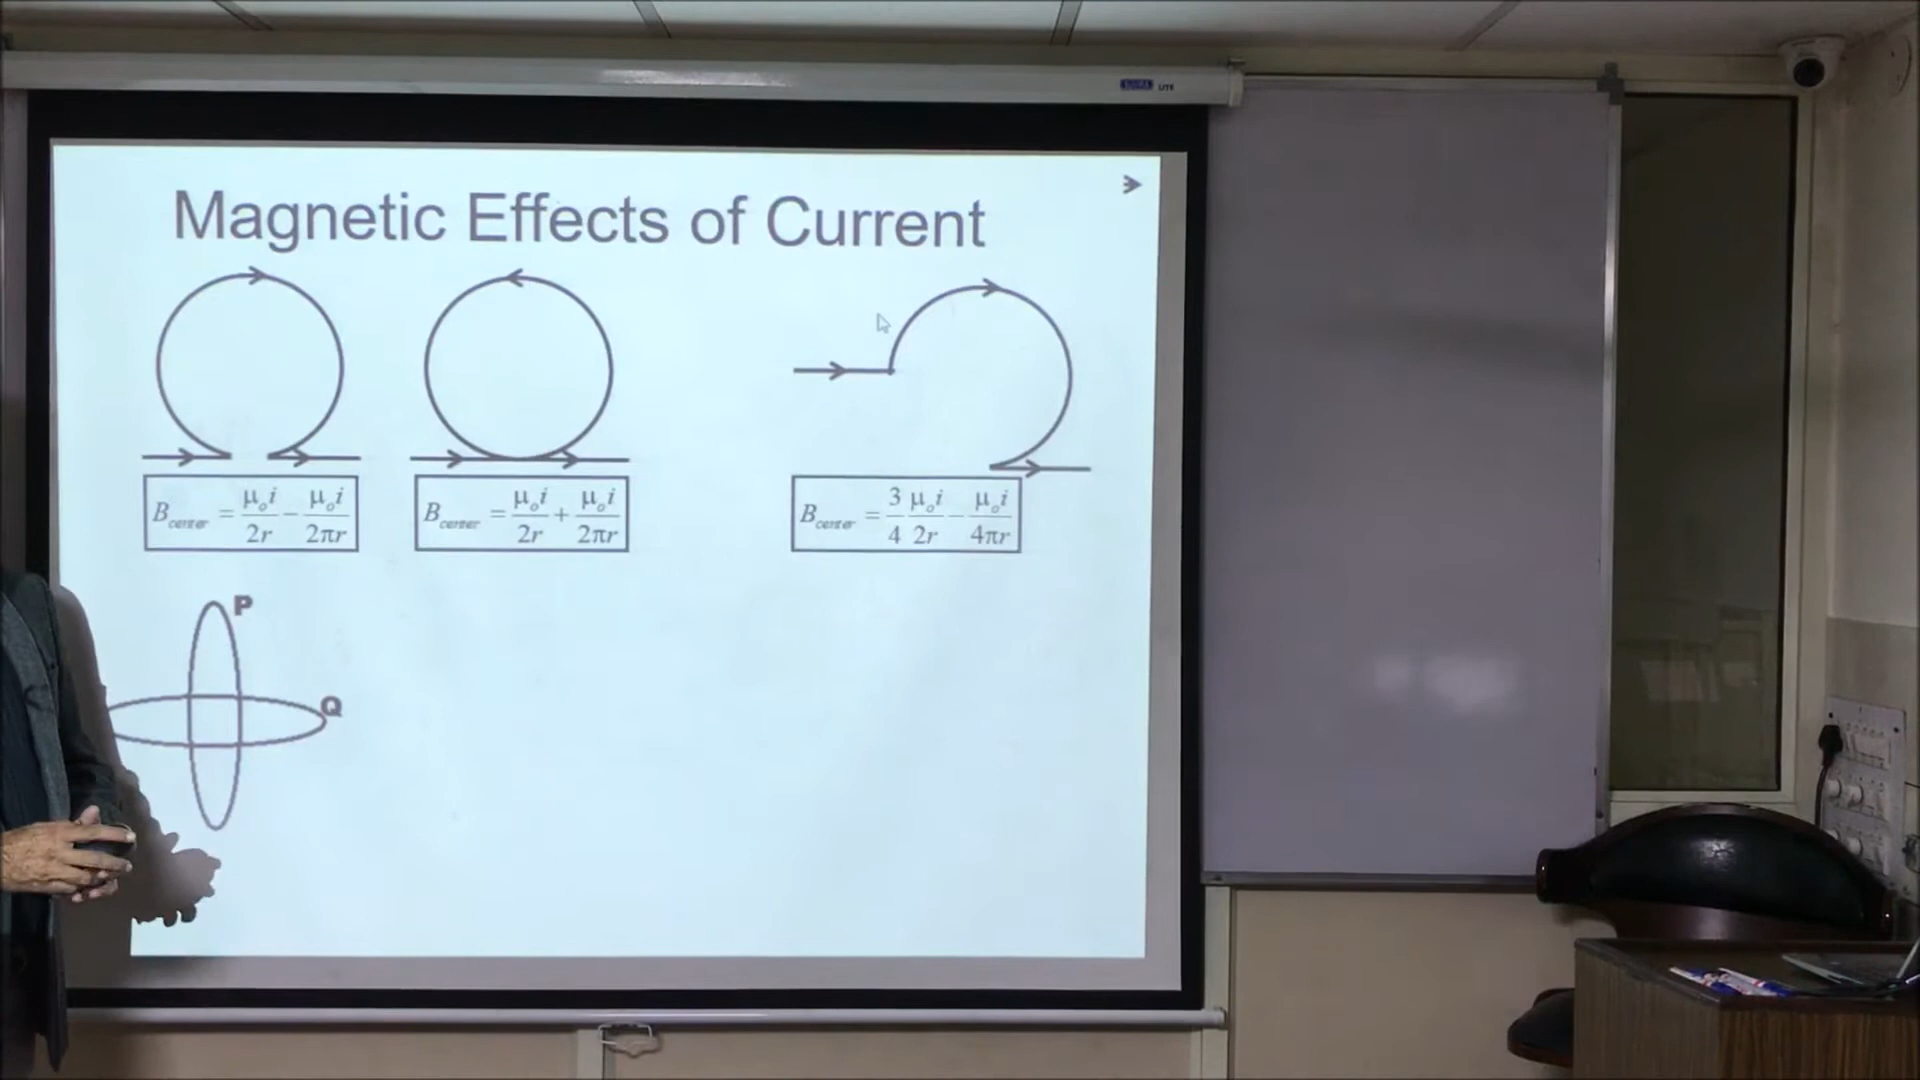 Magnetic Effects of Current
B_center = μ_o i / 2r − μ_o i / 2πr
B_center = μ_o i / 2r + μ_o i / 2πr
B_center = 3/4 μ_o i / 2r − μ_o i / 4πr
P
Q